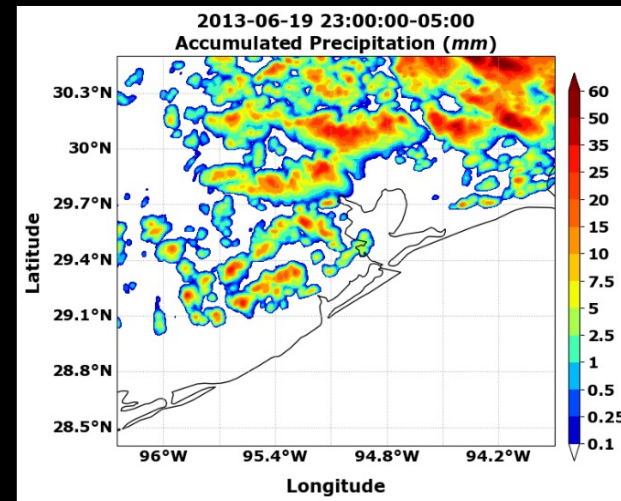 2013-06-19 23:00:00-05:00
Accumulated Precipitation (mm)
30.3°N
30°N
29.7°N
29.4°N
29.1°N
28.8°N
28.5°N
Latitude
96°W 95.4°W 94.8°W 94.2°W
Longitude
60
50
35
25
20
15
10
7.5
5
2.5
1
0.5
0.25
0.1